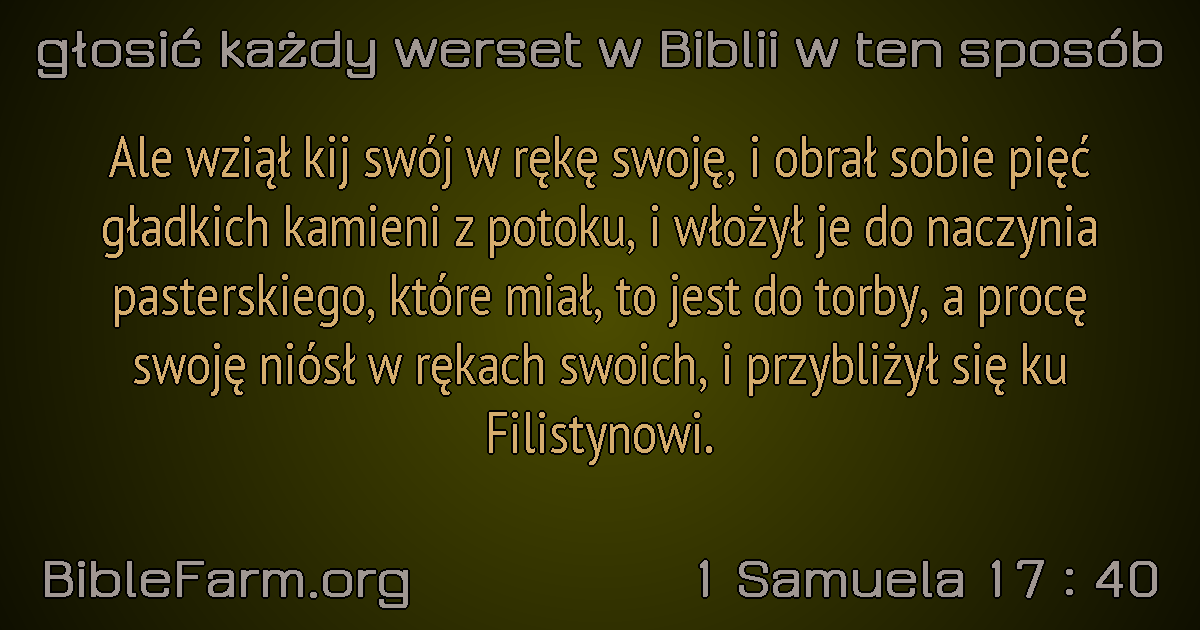 głosić każdy werset w Biblii w ten sposób
Ale wziął kij swój w rękę swoję, i obrał sobie pięć
gładkich kamieni z potoku, i włożył je do naczynia
pasterskiego, które miał, to jest do torby, a procę
swoję niósł w rękach swoich, i przybliżył się ku
Filistynowi.
BibleFarm.org
1 Samuela 17 : 40